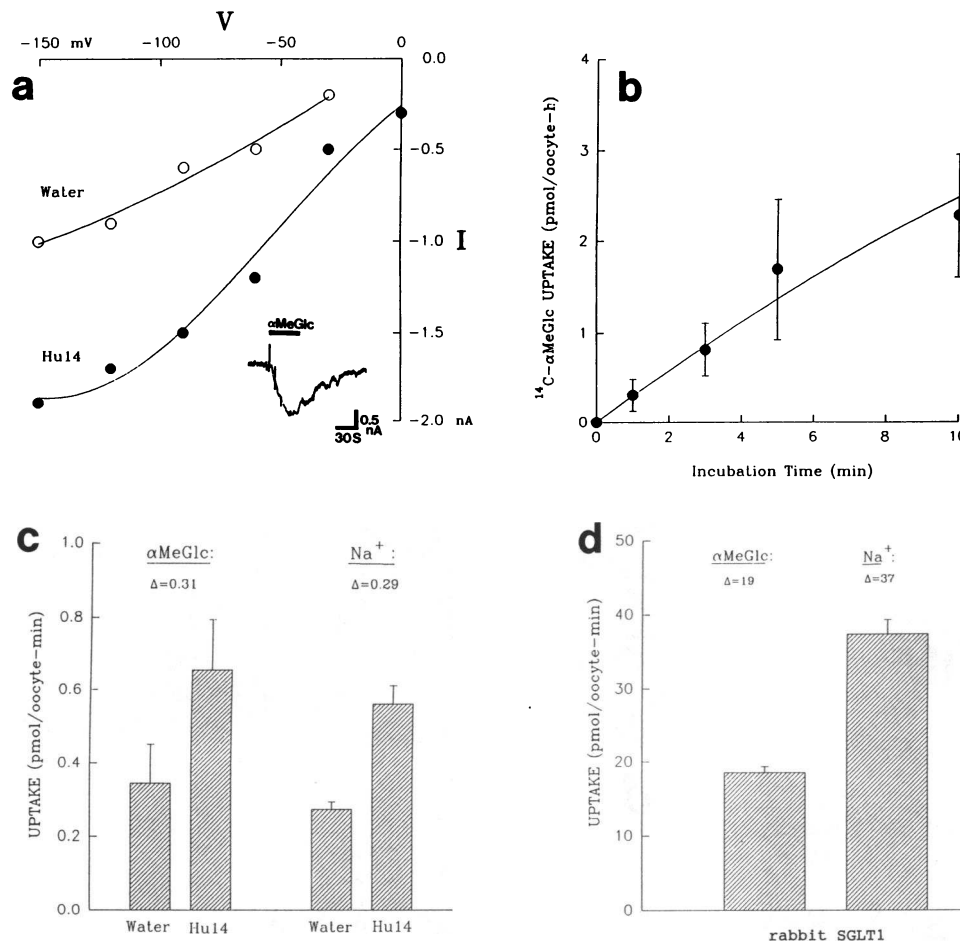 V
-150 mV -100 -50 0
a
0.0
-0.5
-1.0
-1.5
-2.0 nA
I
Water
Hu14
αMeGlc
0.5
nA
30S
b
¹⁴C-αMeGlc UPTAKE (pmol/oocyte-h)
4
3
2
1
0
0 2 4 6 8 10
Incubation Time (min)
c
UPTAKE (pmol/oocyte-min)
1.0
0.8
0.6
0.4
0.2
0.0
αMeGlc: Na⁺:
Δ=0.31 Δ=0.29
Water Hu14 Water Hu14
d
UPTAKE (pmol/oocyte-min)
50
40
30
20
10
0
αMeGlc: Na⁺:
Δ=19 Δ=37
rabbit SGLT1